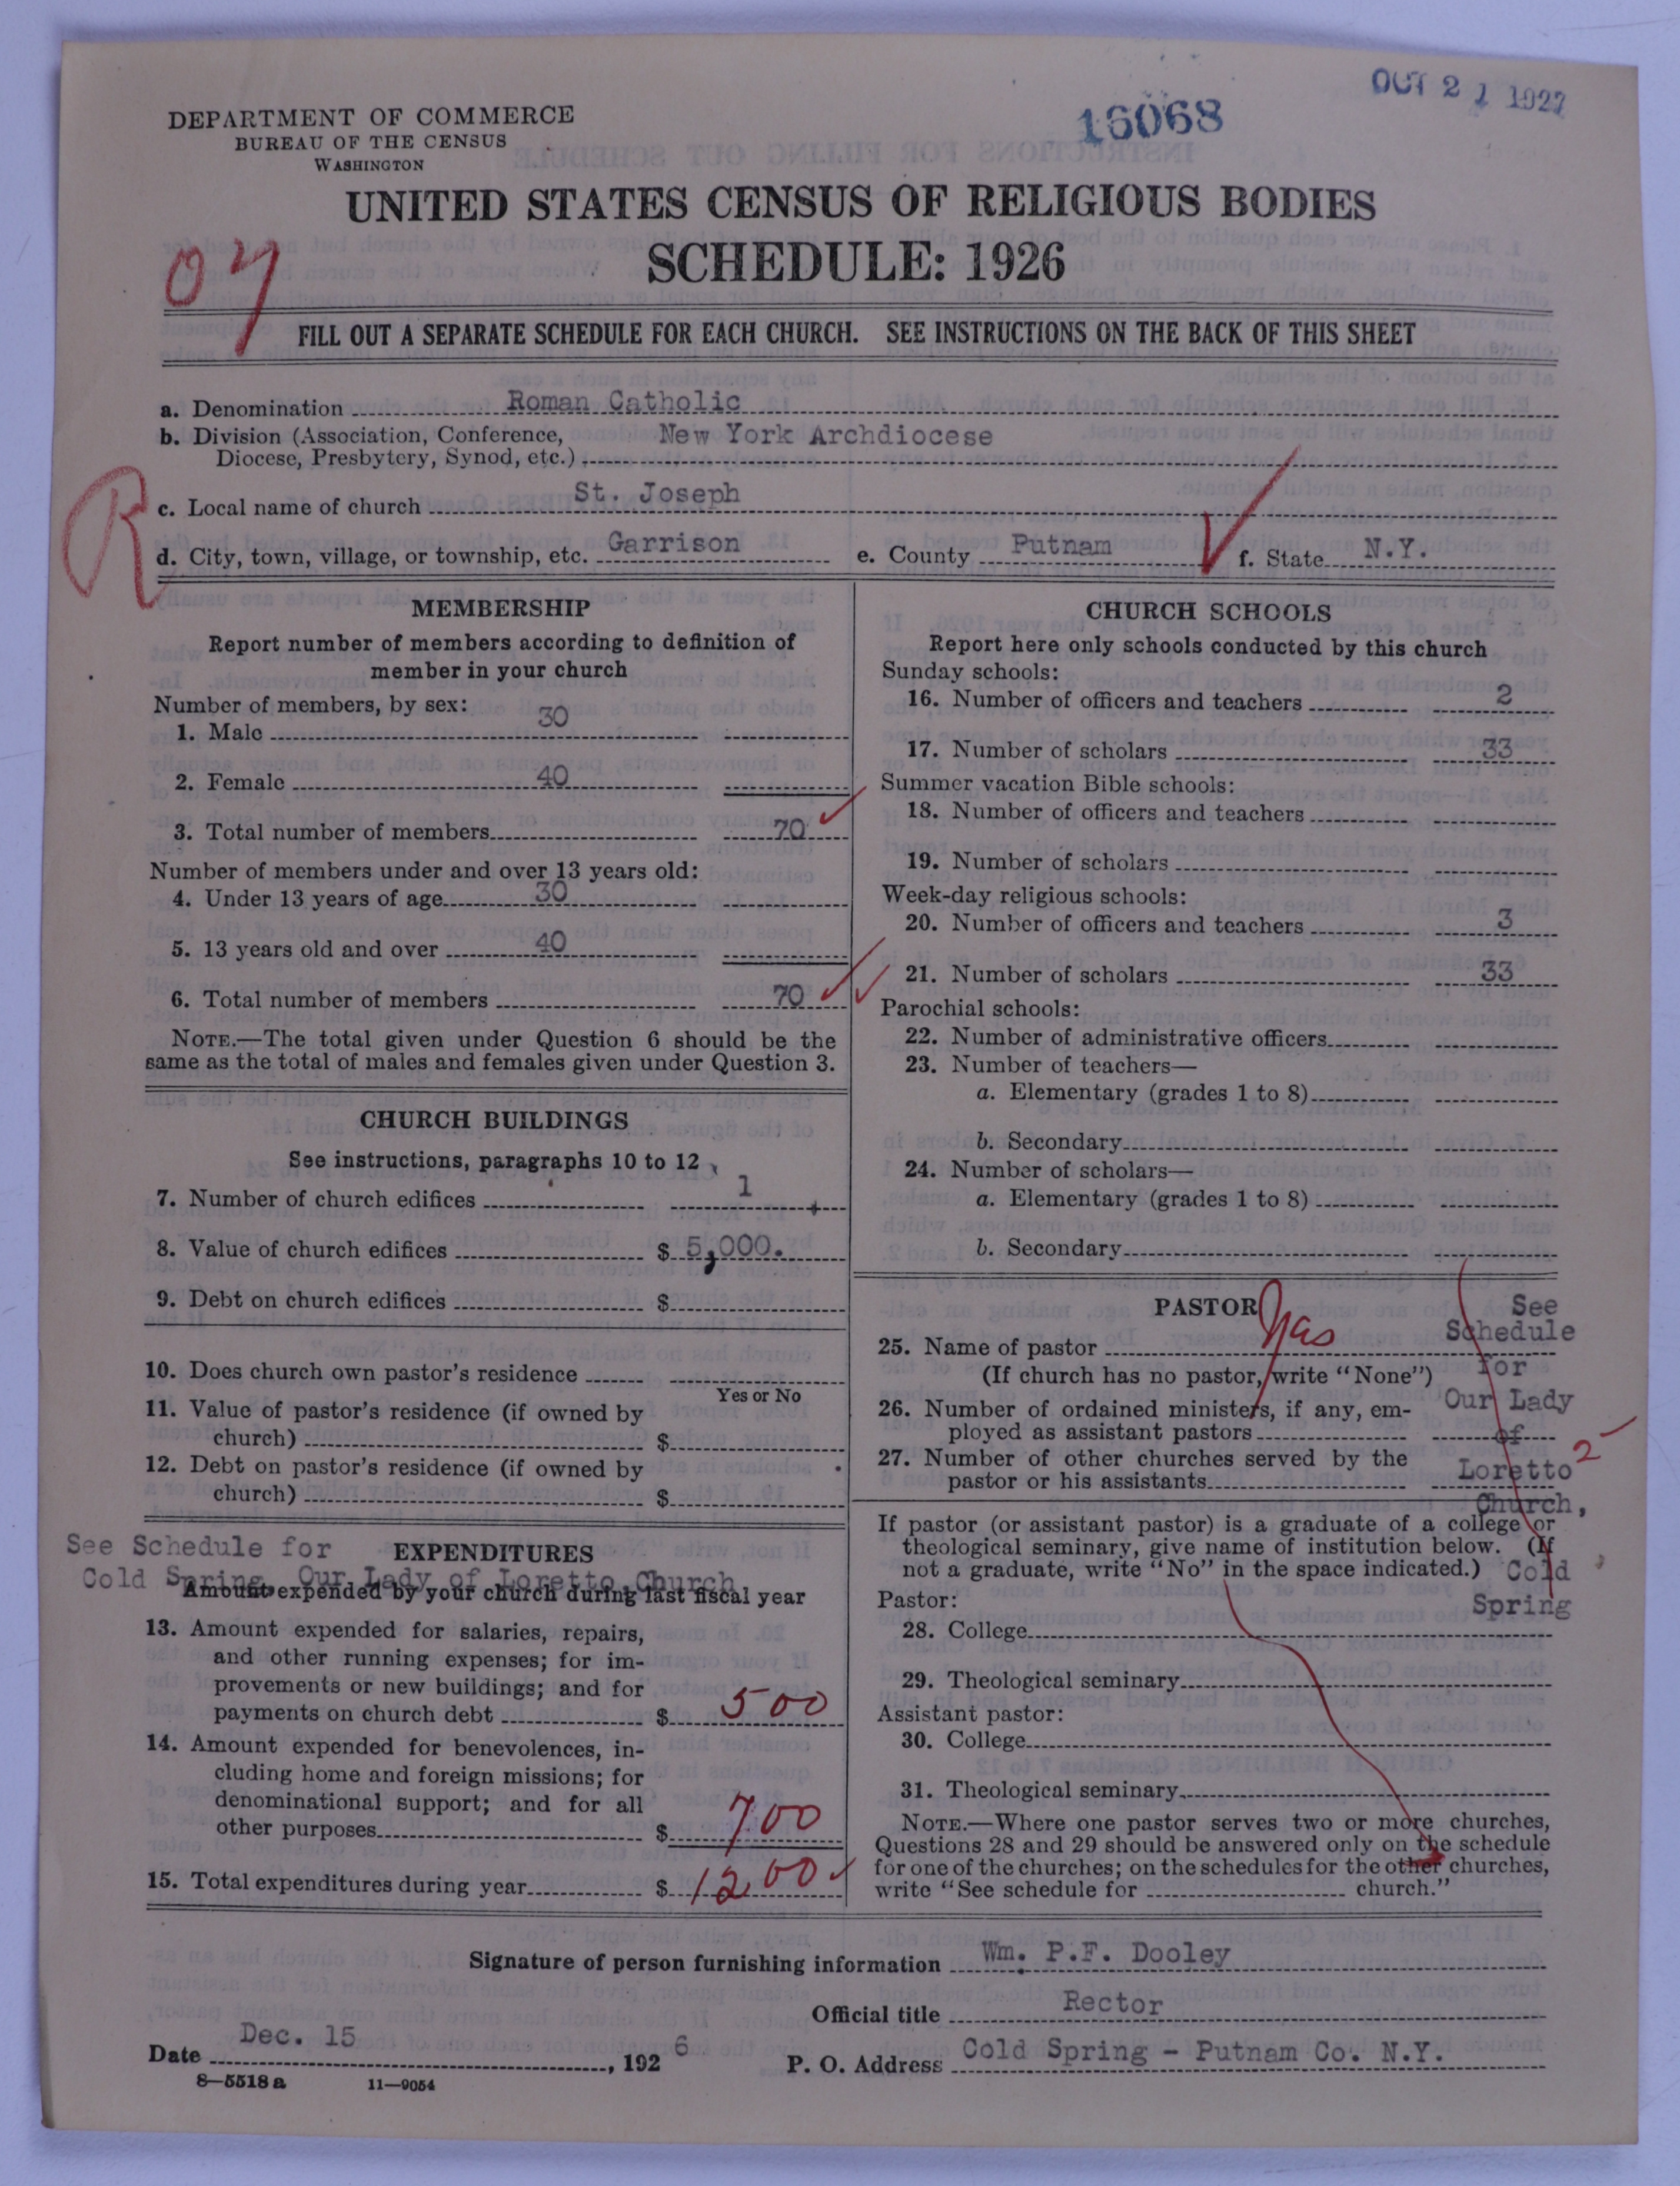 OCT 21 1927
16068
DEPARTMENT OF COMMERCE
BUREAU OF THE CENSUS
WASHINGTON
UNITED STATES CENSUS OF RELIGIOUS BODIES
SCHEDULE: 1926
FILL OUT A SEPARATE SCHEDULE FOR EACH CHURCH. SEE INSTRUCTIONS ON THE BACK OF THIS SHEET
a. Denomination Roman Catholic
b. Division (Association, Conference, New York Archdiocese
Diocese, Presbytery, Synod, etc.)
R
c. Local name of church St. Joseph
d. City, town, village, or township, etc. Garrison e. County Putnam f. State N.Y.
MEMBERSHIP
Report number of members according to definition of
member in your church
Number of members, by sex:
1. Male 30
2. Female 40
3. Total number of members 70
Number of members under and over 13 years old:
4. Under 13 years of age 30
5. 13 years old and over 40
6. Total number of members 70
NOTE.—The total given under Question 6 should be the
same as the total of males and females given under Question 3.
CHURCH BUILDINGS
See instructions, paragraphs 10 to 12
7. Number of church edifices 1
8. Value of church edifices $ 5,000.
9. Debt on church edifices $
10. Does church own pastor's residence
Yes or No
11. Value of pastor's residence (if owned by
church) $
12. Debt on pastor's residence (if owned by
church) $
See Schedule for
EXPENDITURES
Cold Spring, Our Lady of Loretto Church
Amount expended by your church during last fiscal year
13. Amount expended for salaries, repairs,
and other running expenses; for im-
provements or new buildings; and for
payments on church debt $ 500
14. Amount expended for benevolences, in-
cluding home and foreign missions; for
denominational support; and for all
other purposes $ 700
15. Total expenditures during year $ 1200
CHURCH SCHOOLS
Report here only schools conducted by this church
Sunday schools:
16. Number of officers and teachers 2
17. Number of scholars 33
Summer vacation Bible schools:
18. Number of officers and teachers
19. Number of scholars
Week-day religious schools:
20. Number of officers and teachers 3
21. Number of scholars 33
Parochial schools:
22. Number of administrative officers
23. Number of teachers—
a. Elementary (grades 1 to 8)
b. Secondary
24. Number of scholars—
a. Elementary (grades 1 to 8)
b. Secondary
PASTOR
See
Schedule
for
Our Lady
of
Loretto
Church,
Cold
Spring
25. Name of pastor
(If church has no pastor, write "None")
26. Number of ordained ministers, if any, em-
ployed as assistant pastors
27. Number of other churches served by the
pastor or his assistants 2
If pastor (or assistant pastor) is a graduate of a college or
theological seminary, give name of institution below. (If
not a graduate, write "No" in the space indicated.)
Pastor:
28. College
29. Theological seminary
Assistant pastor:
30. College
31. Theological seminary
NOTE.—Where one pastor serves two or more churches,
Questions 28 and 29 should be answered only on the schedule
for one of the churches; on the schedules for the other churches,
write "See schedule for church."
Signature of person furnishing information Wm. P.F. Dooley
Official title Rector
Date Dec. 15, 1926 P. O. Address Cold Spring - Putnam Co. N.Y.
8—5518 a 11—9054